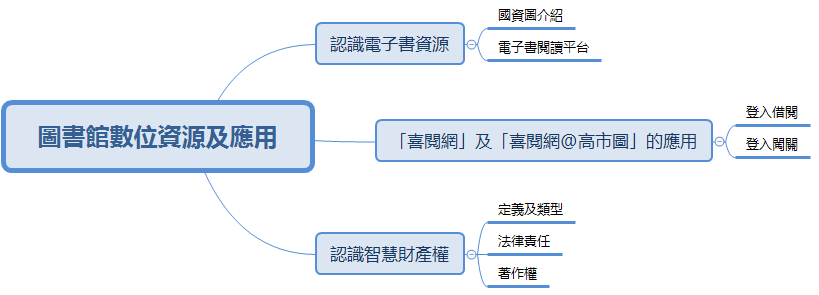 圖書館數位資源及應用
認識電子書資源
國資圖介紹
電子書閱讀平台
「喜閱網」及「喜閱網@高市圖」的應用
登入借閱
登入闖關
認識智慧財產權
定義及類型
法律責任
著作權